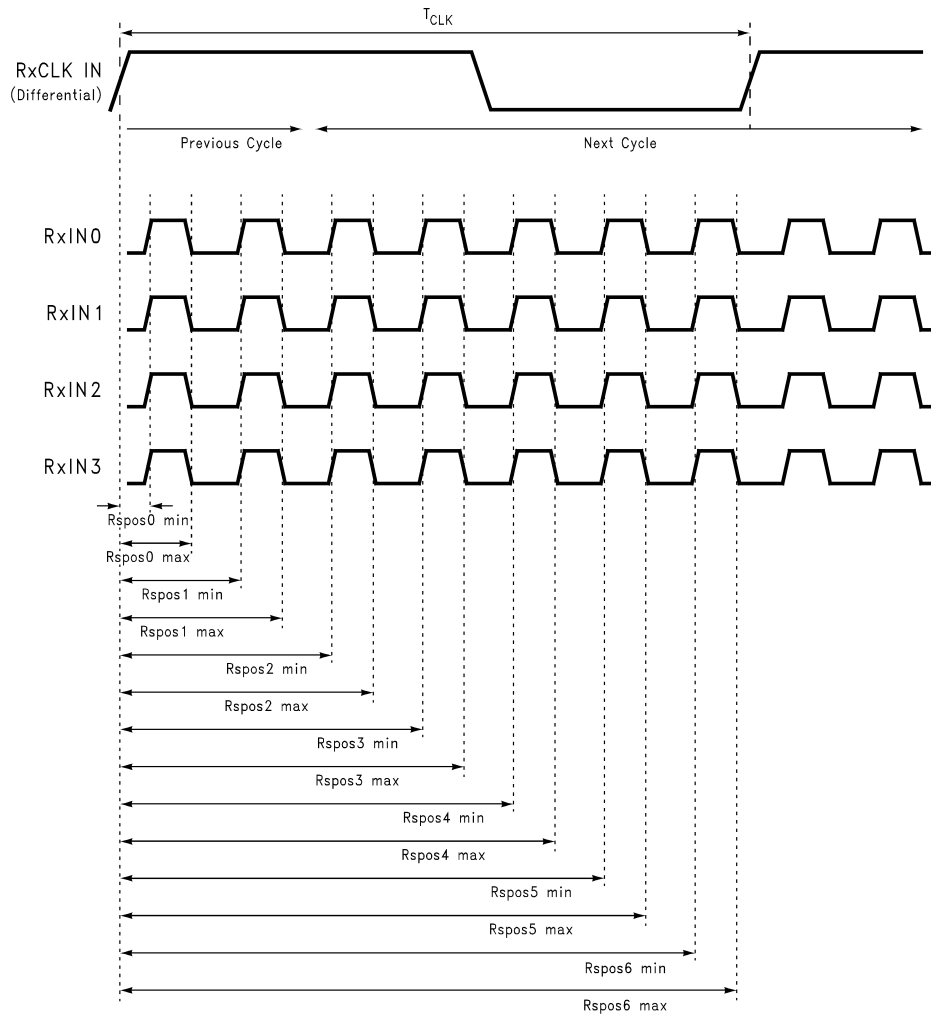 TCLK
RxCLK IN
(Differential)
Previous Cycle
Next Cycle
RxIN0
RxIN1
RxIN2
RxIN3
Rspos0 min
Rspos0 max
Rspos1 min
Rspos1 max
Rspos2 min
Rspos2 max
Rspos3 min
Rspos3 max
Rspos4 min
Rspos4 max
Rspos5 min
Rspos5 max
Rspos6 min
Rspos6 max